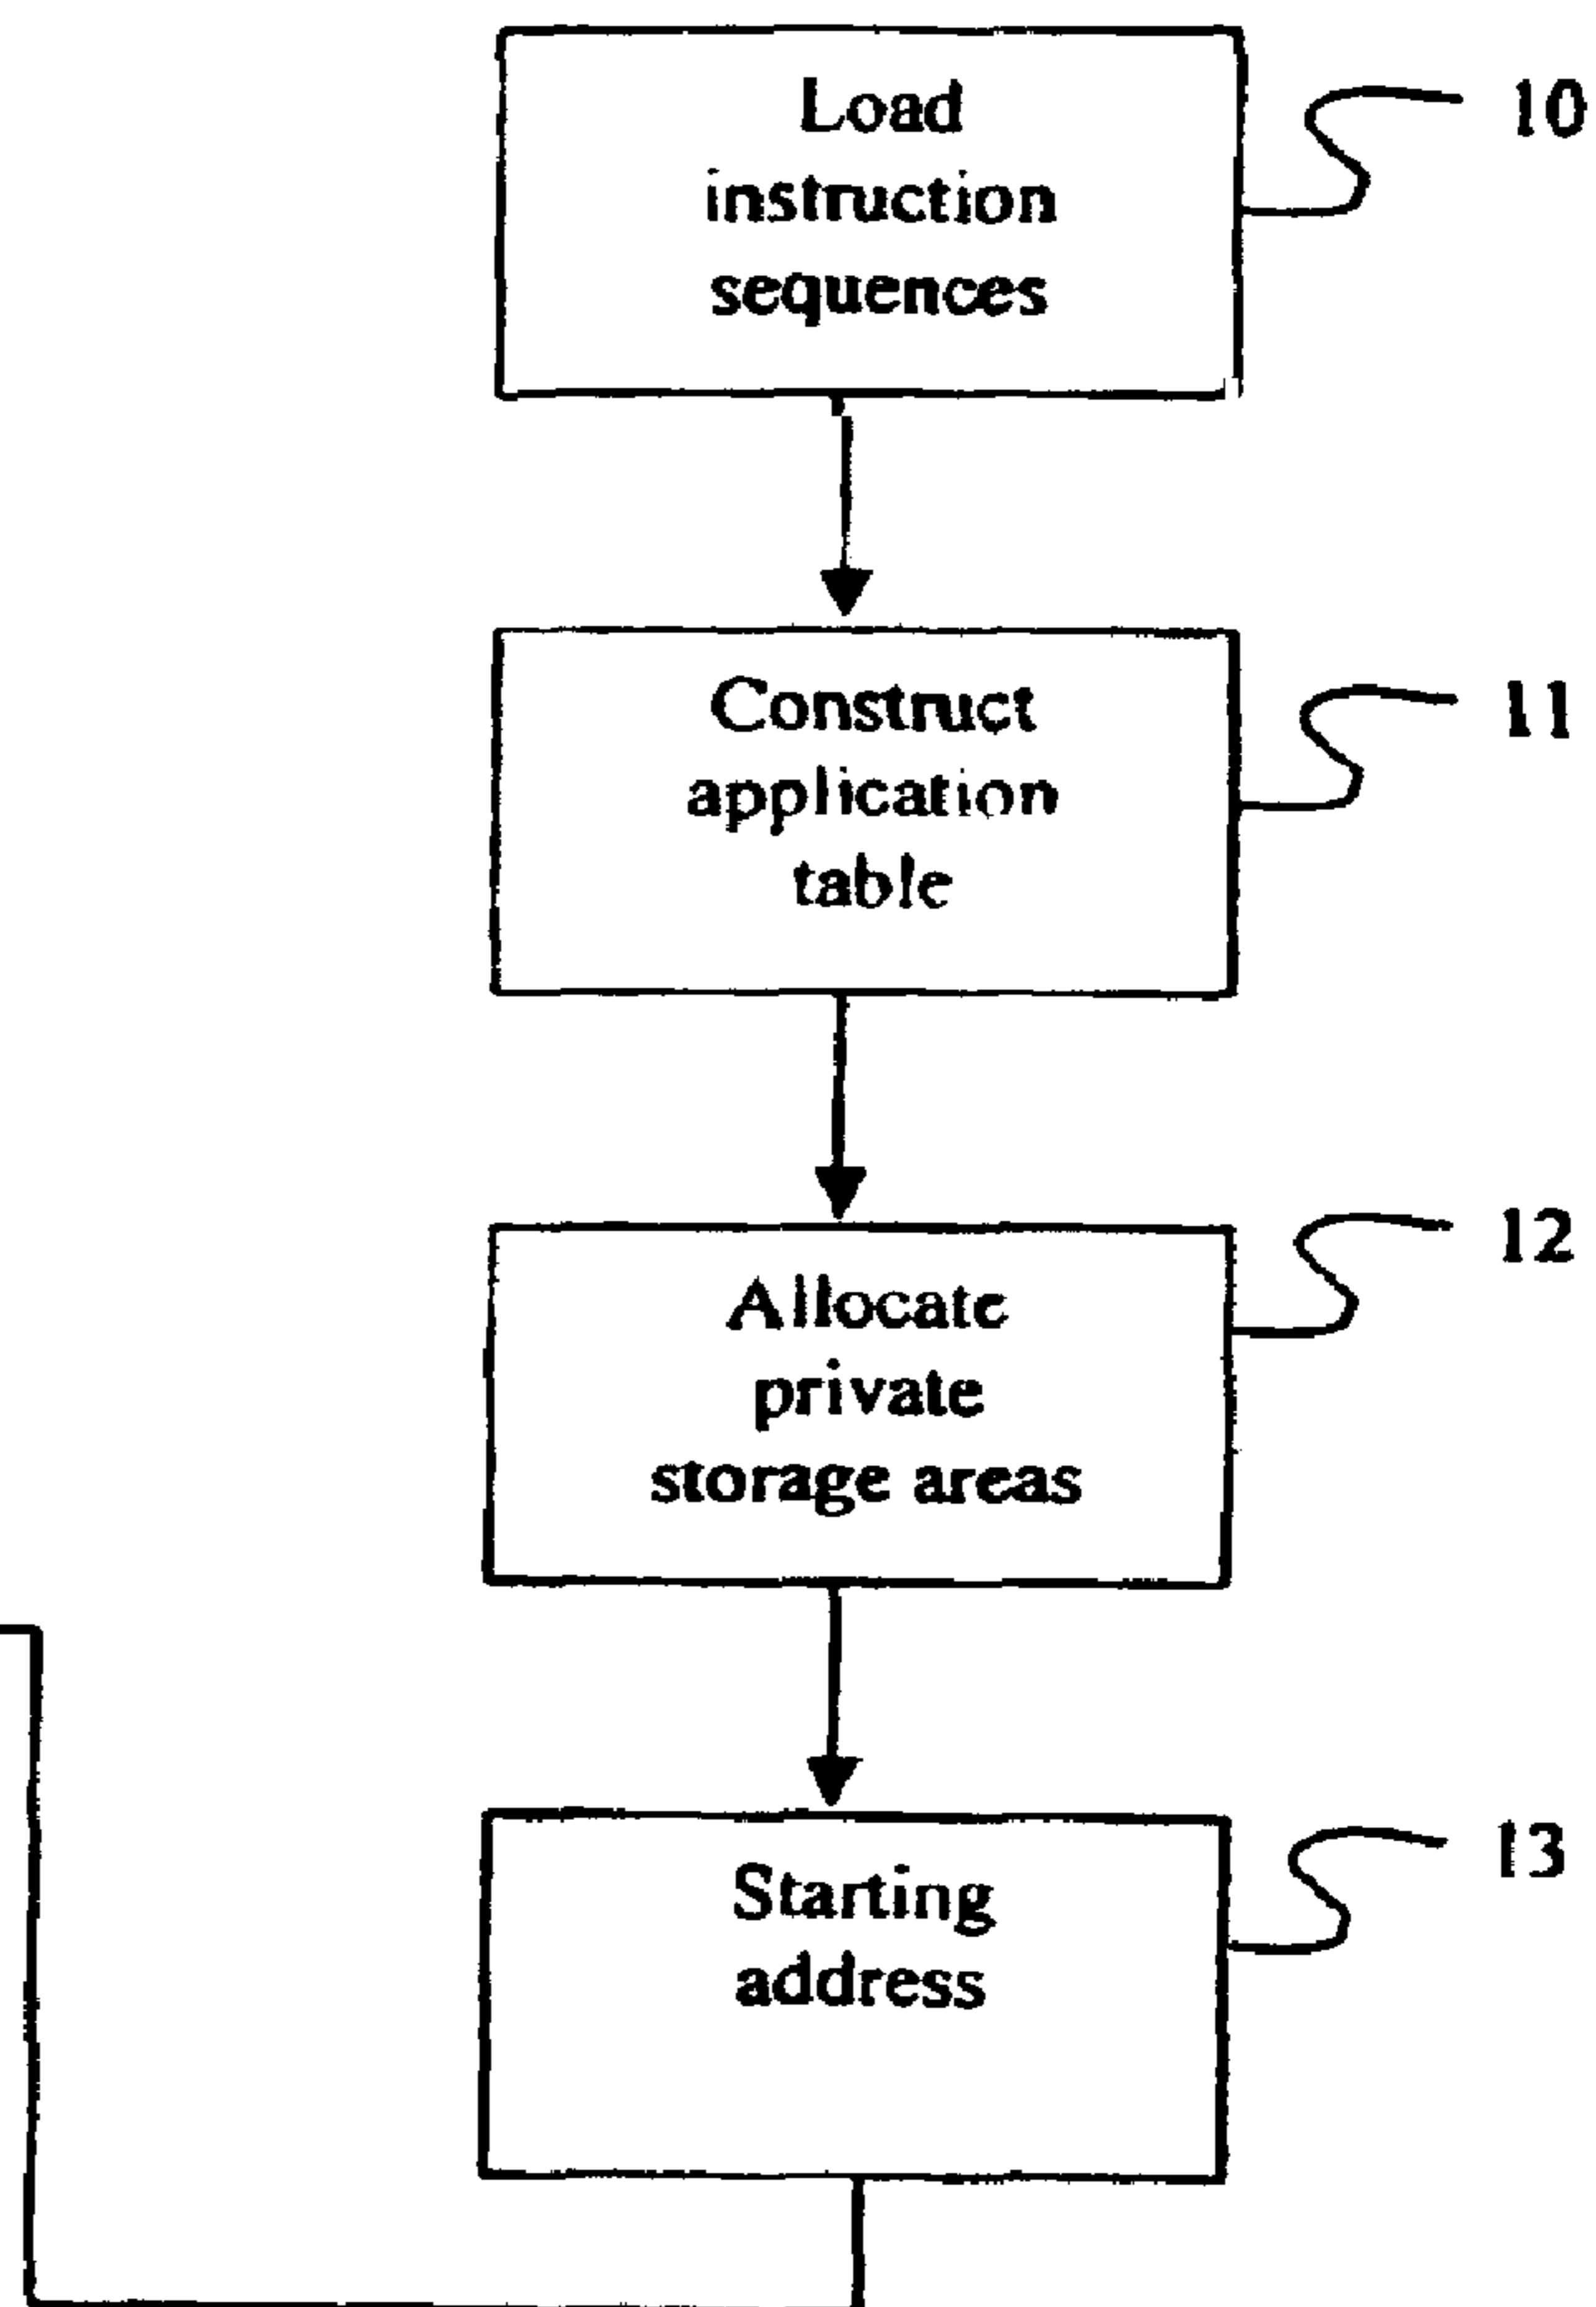 Load
instruction
sequences
10
Construct
application
table
11
Allocate
private
storage areas
12
Starting
address
13